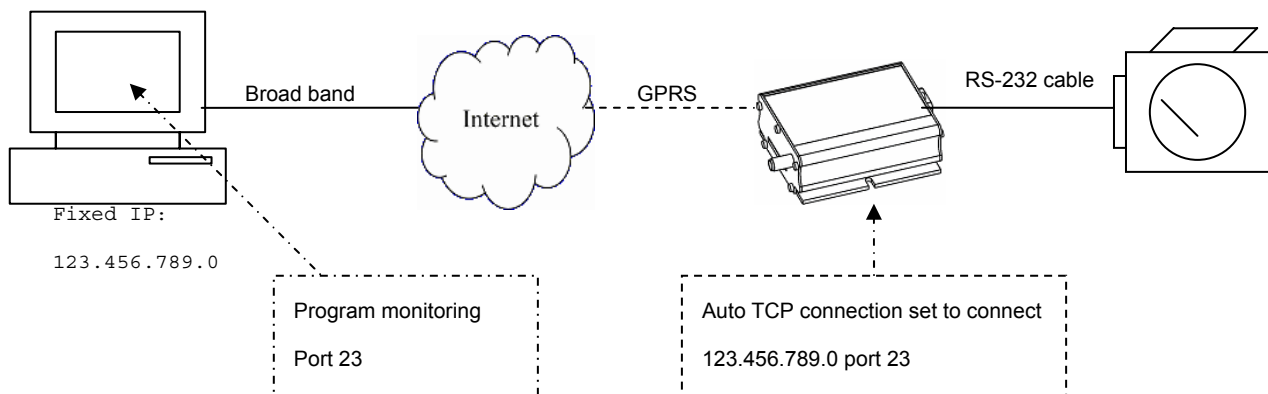 Broad band
Internet
GPRS
RS-232 cable
Fixed IP:
123.456.789.0
Program monitoring
Port 23
Auto TCP connection set to connect
123.456.789.0 port 23